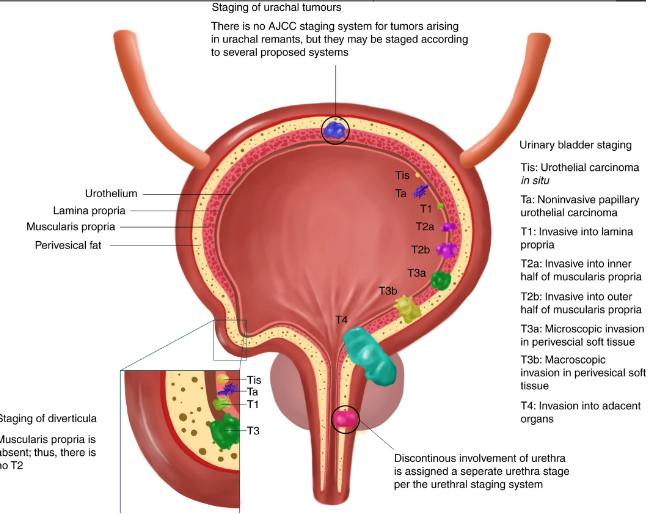 Staging of urachal tumours
There is no AJCC staging system for tumors arising
in urachal remants, but they may be staged according
to several proposed systems
Urinary bladder staging
Tis: Urothelial carcinoma
in situ
Ta: Noninvasive papillary
urothelial carcinoma
T1: Invasive into lamina
propria
T2a: Invasive into inner
half of muscularis propria
T2b: Invasive into outer
half of muscularis propria
T3a: Microscopic invasion
in perivescial soft tissue
T3b: Macroscopic
invasion in perivesical soft
tissue
T4: Invasion into adjacent
organs
Urothelium
Lamina propria
Muscularis propria
Perivesical fat
Tis
Ta
T1
T2a
T2b
T3a
T3b
T4
Tis
Ta
T1
T3
Staging of diverticula
Muscularis propria is
absent; thus, there is
no T2
Discontinous involvement of urethra
is assigned a seperate urethra stage
per the urethral staging system